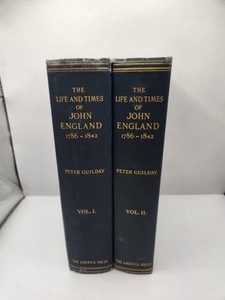 THE
LIFE AND TIMES
OF
JOHN
ENGLAND
1786-1842
PETER GUILDAY
VOL. I.
THE AMERICA PRESS
THE
LIFE AND TIMES
OF
JOHN
ENGLAND
1786-1842
PETER GUILDAY
VOL. II.
THE AMERICA PRESS